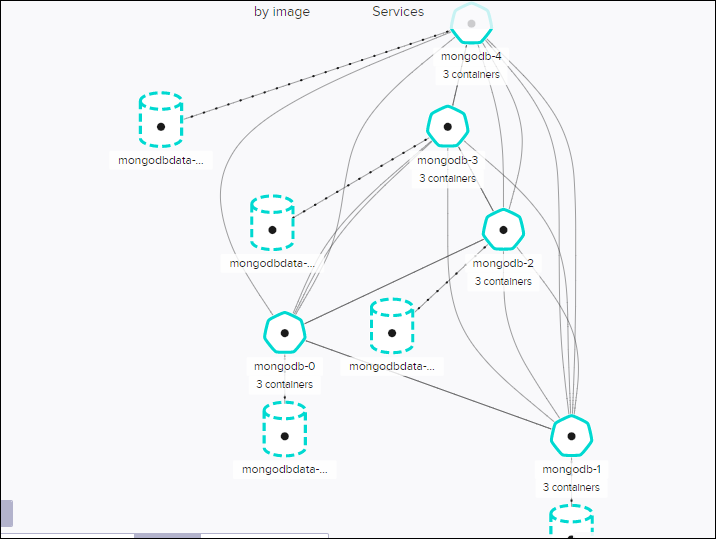 by image
Services
mongodb-4
3 containers
mongodbdata-...
mongodb-3
3 containers
mongodbdata-...
mongodb-2
3 containers
mongodb-0
3 containers
mongodbdata-...
mongodbdata-...
mongodb-1
3 containers